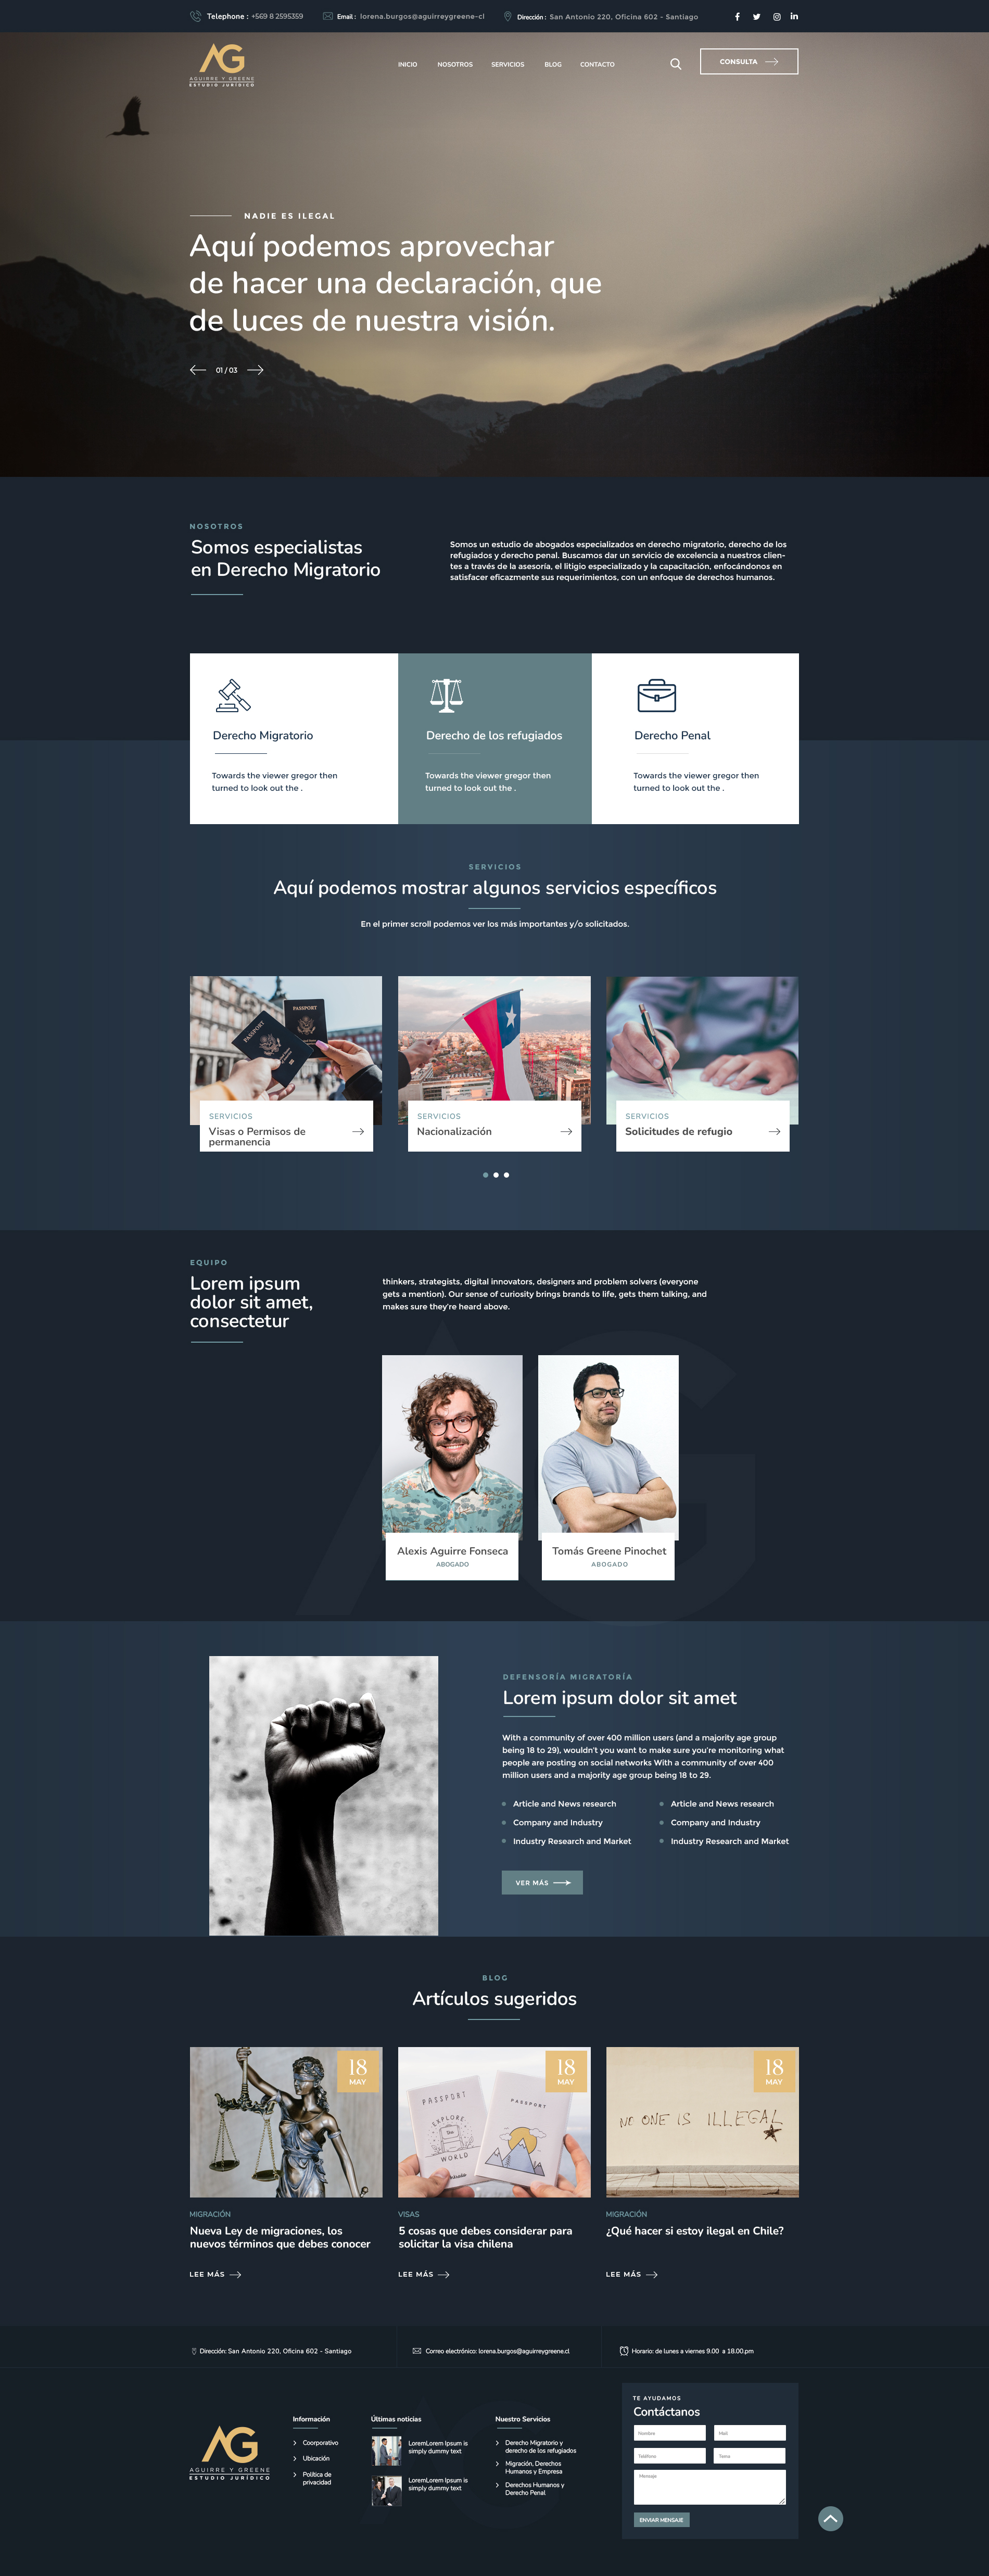 Telephone : +569 8 2595359
Email : lorena.burgos@aguirreygreene-cl
Dirección : San Antonio 220, Oficina 602 - Santiago
AG
AGUIRRE Y GREENE
ESTUDIO JURÍDICO
INICIO
NOSOTROS
SERVICIOS
BLOG
CONTACTO
CONSULTA
NADIE ES ILEGAL
Aquí podemos aprovechar
de hacer una declaración, que
de luces de nuestra visión.
01 / 03
NOSOTROS
Somos especialistas
en Derecho Migratorio
Somos un estudio de abogados especializados en derecho migratorio, derecho de los
refugiados y derecho penal. Buscamos dar un servicio de excelencia a nuestros clien-
tes a través de la asesoría, el litigio especializado y la capacitación, enfocándonos en
satisfacer eficazmente sus requerimientos, con un enfoque de derechos humanos.
Derecho Migratorio
Towards the viewer gregor then
turned to look out the .
Derecho de los refugiados
Towards the viewer gregor then
turned to look out the .
Derecho Penal
Towards the viewer gregor then
turned to look out the .
SERVICIOS
Aquí podemos mostrar algunos servicios específicos
En el primer scroll podemos ver los más importantes y/o solicitados.
PASSPORT
PASSPORT
SERVICIOS
Visas o Permisos de
permanencia
SERVICIOS
Nacionalización
SERVICIOS
Solicitudes de refugio
EQUIPO
Lorem ipsum
dolor sit amet,
consectetur
thinkers, strategists, digital innovators, designers and problem solvers (everyone
gets a mention). Our sense of curiosity brings brands to life, gets them talking, and
makes sure they're heard above.
AG
Alexis Aguirre Fonseca
ABOGADO
Tomás Greene Pinochet
ABOGADO
DEFENSORÍA MIGRATORÍA
Lorem ipsum dolor sit amet
With a community of over 400 million users (and a majority age group
being 18 to 29), wouldn't you want to make sure you're monitoring what
people are posting on social networks With a community of over 400
million users and a majority age group being 18 to 29.
Article and News research
Company and Industry
Industry Research and Market
Article and News research
Company and Industry
Industry Research and Market
VER MÁS
BLOG
Artículos sugeridos
18
MAY
MIGRACIÓN
Nueva Ley de migraciones, los
nuevos términos que debes conocer
LEE MÁS
18
MAY
PASSPORT
EXPLORE
the
WORLD
PASSPORT
VISAS
5 cosas que debes considerar para
solicitar la visa chilena
LEE MÁS
18
MAY
NO ONE IS ILLEGAL
MIGRACIÓN
¿Qué hacer si estoy ilegal en Chile?
LEE MÁS
Dirección: San Antonio 220, Oficina 602 - Santiago
Correo electrónico: lorena.burgos@aguirreygreene.cl
Horario: de lunes a viernes 9.00 a 18.00.pm
AG
AGUIRRE Y GREENE
ESTUDIO JURÍDICO
Información
Coorporativo
Ubicación
Política de
privacidad
Últimas noticias
LoremLorem Ipsum is
simply dummy text
LoremLorem Ipsum is
simply dummy text
Nuestro Servicios
Derecho Migratorio y
derecho de los refugiados
Migración, Derechos
Humanos y Empresa
Derechos Humanos y
Derecho Penal
TE AYUDAMOS
Contáctanos
Nombre
Mail
Teléfono
Tema
Mensaje
ENVIAR MENSAJE